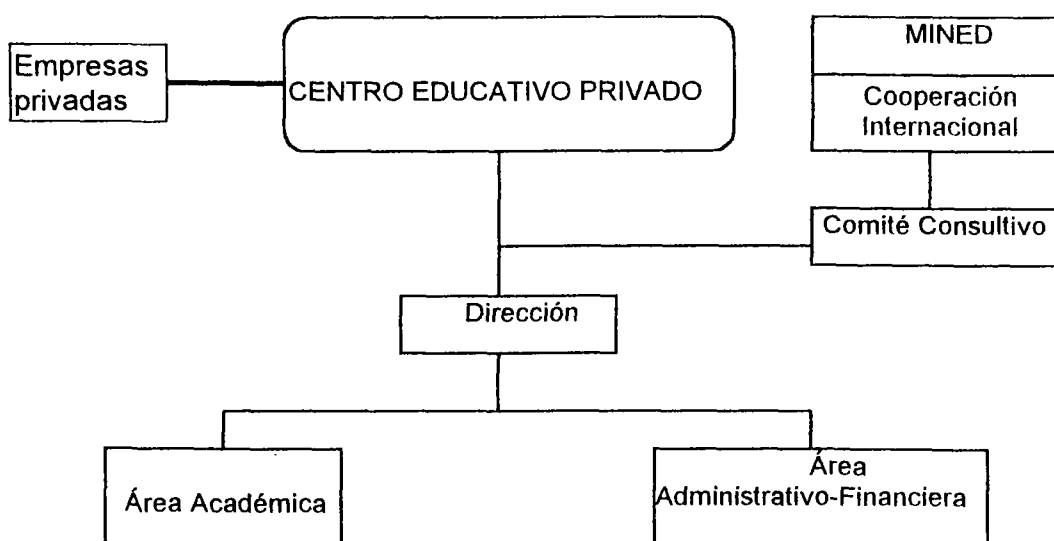 Empresas
privadas
CENTRO EDUCATIVO PRIVADO
MINED
Cooperación
Internacional
Comité Consultivo
Dirección
Área Académica
Área
Administrativo-Financiera